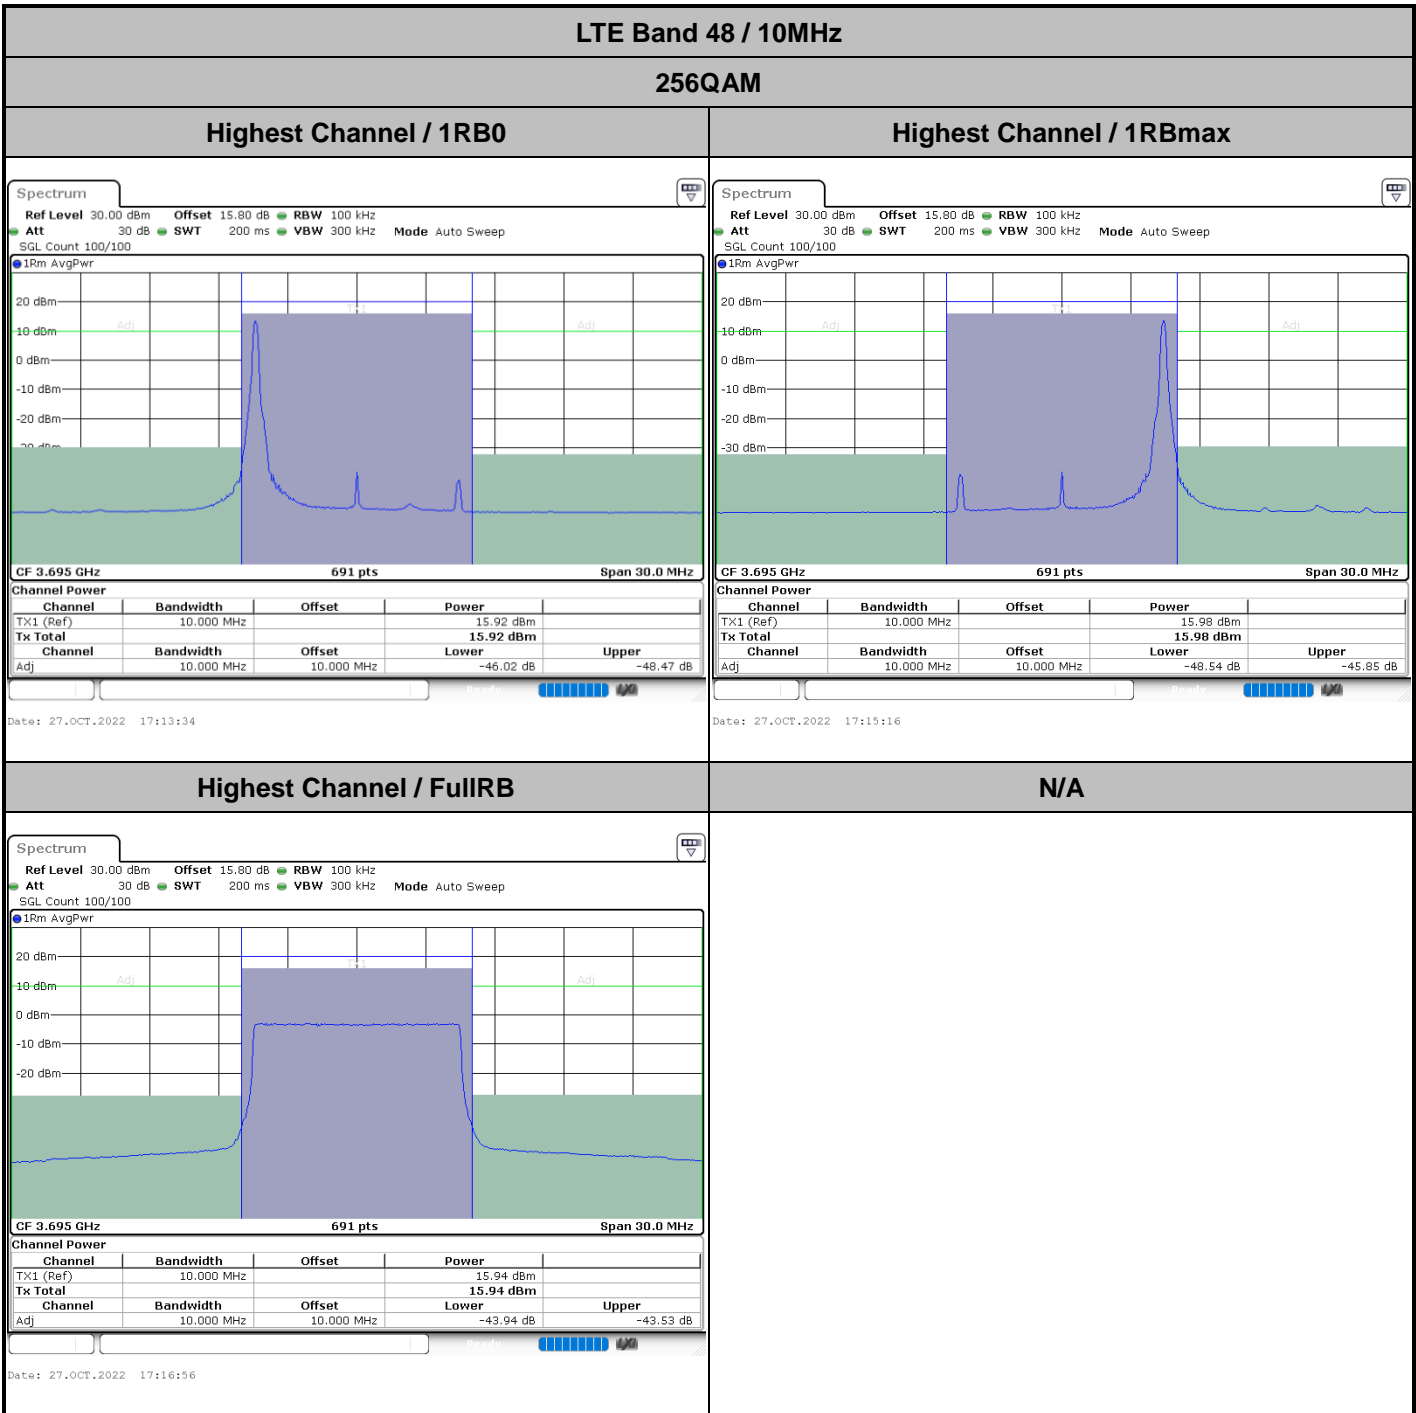 LTE Band 48 / 10MHz
256QAM
Highest Channel / 1RB0
Highest Channel / 1RBmax
Spectrum
Ref Level 30.00 dBm Offset 15.80 dB RBW 100 kHz
Att 30 dB SWT 200 ms VBW 300 kHz Mode Auto Sweep
SGL Count 100/100
1Rm AvgPwr
20 dBm
10 dBm
0 dBm
-10 dBm
-20 dBm
Adj
TX1
Adj
CF 3.695 GHz 691 pts Span 30.0 MHz
Channel Power
Channel Bandwidth Offset Power
TX1 (Ref) 10.000 MHz 15.92 dBm
Tx Total 15.92 dBm
Channel Bandwidth Offset Lower Upper
Adj 10.000 MHz 10.000 MHz -46.02 dB -48.47 dB
Ready
Date: 27.OCT.2022 17:13:34
Spectrum
Ref Level 30.00 dBm Offset 15.80 dB RBW 100 kHz
Att 30 dB SWT 200 ms VBW 300 kHz Mode Auto Sweep
SGL Count 100/100
1Rm AvgPwr
20 dBm
10 dBm
0 dBm
-10 dBm
-20 dBm
-30 dBm
Adj
TX1
Adj
CF 3.695 GHz 691 pts Span 30.0 MHz
Channel Power
Channel Bandwidth Offset Power
TX1 (Ref) 10.000 MHz 15.98 dBm
Tx Total 15.98 dBm
Channel Bandwidth Offset Lower Upper
Adj 10.000 MHz 10.000 MHz -48.54 dB -45.85 dB
Ready
Date: 27.OCT.2022 17:15:16
Highest Channel / FullRB
N/A
Spectrum
Ref Level 30.00 dBm Offset 15.80 dB RBW 100 kHz
Att 30 dB SWT 200 ms VBW 300 kHz Mode Auto Sweep
SGL Count 100/100
1Rm AvgPwr
20 dBm
10 dBm
0 dBm
-10 dBm
-20 dBm
Adj
TX1
Adj
CF 3.695 GHz 691 pts Span 30.0 MHz
Channel Power
Channel Bandwidth Offset Power
TX1 (Ref) 10.000 MHz 15.94 dBm
Tx Total 15.94 dBm
Channel Bandwidth Offset Lower Upper
Adj 10.000 MHz 10.000 MHz -43.94 dB -43.53 dB
Ready
Date: 27.OCT.2022 17:16:56